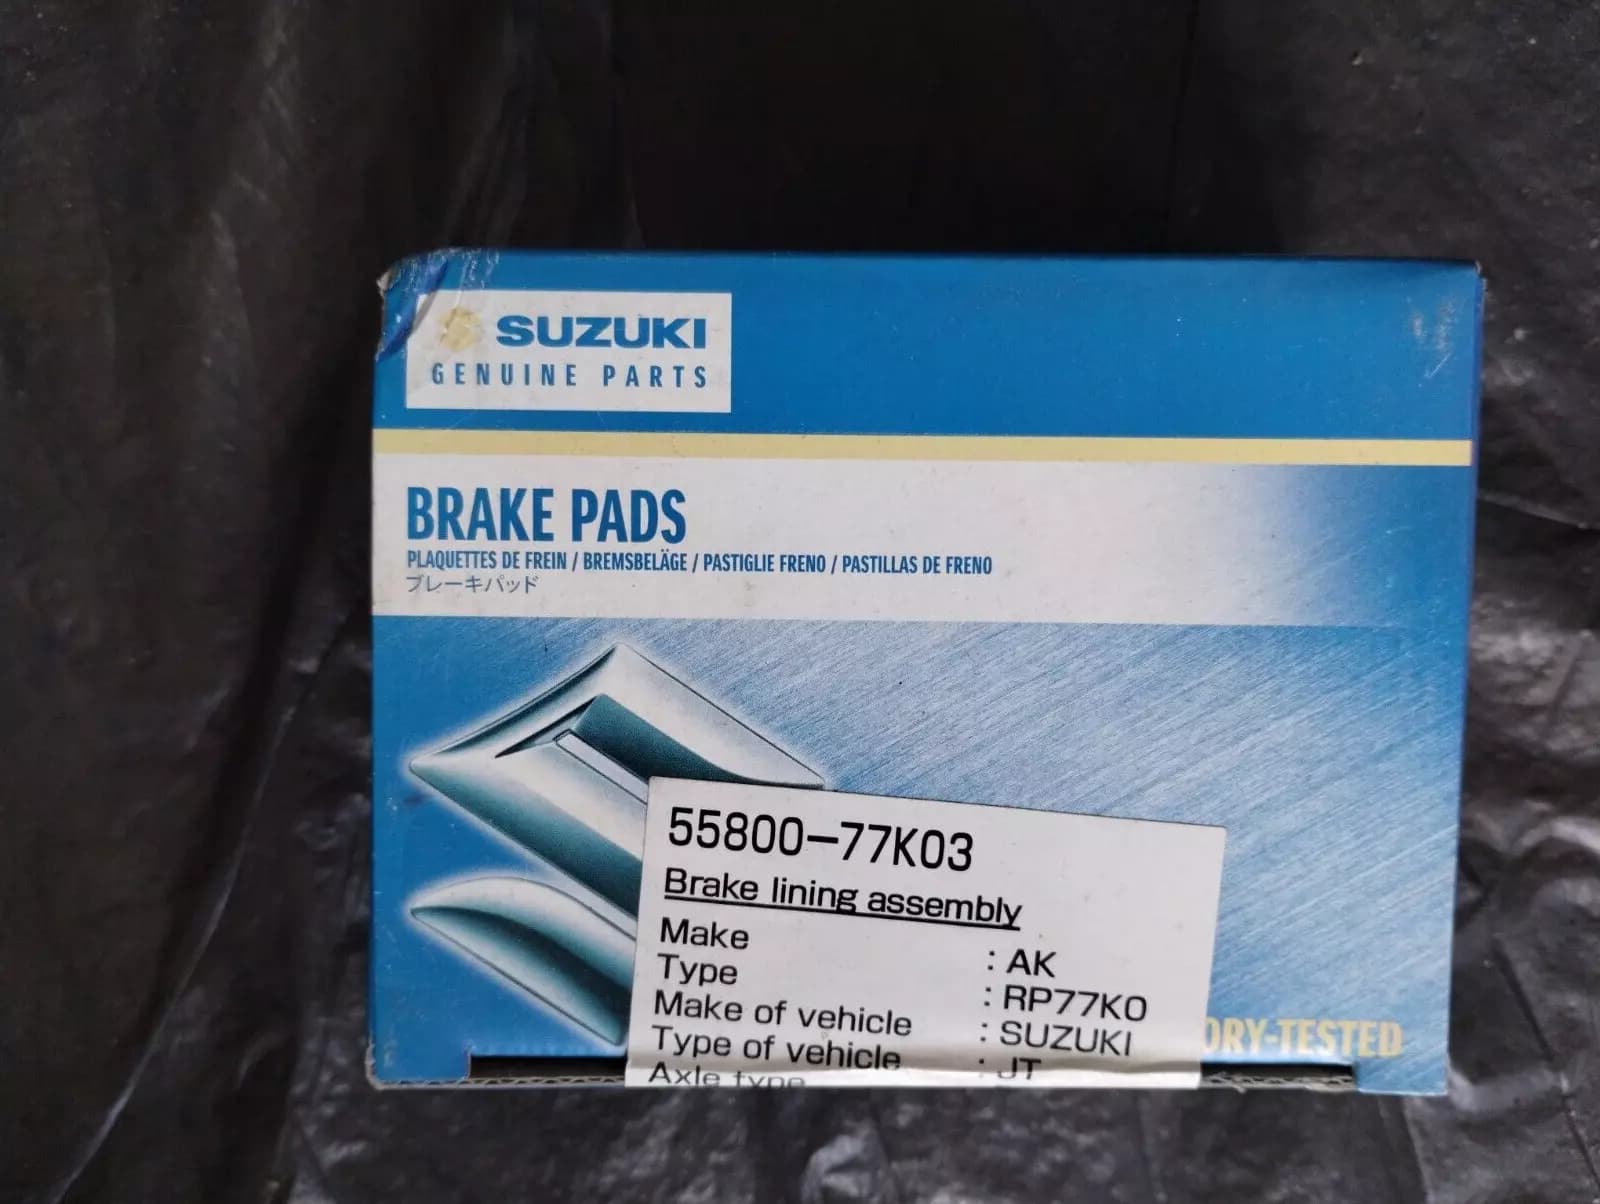 SUZUKI
GENUINE PARTS
BRAKE PADS
PLAQUETTES DE FREIN / BREMSBELÄGE / PASTIGLIE FRENO / PASTILLAS DE FRENO
ブレーキパッド
55800-77K03
Brake lining assembly
Make : AK
Type : RP77K0
Make of vehicle : SUZUKI
Type of vehicle : JT
Axle type
ORY-TESTED